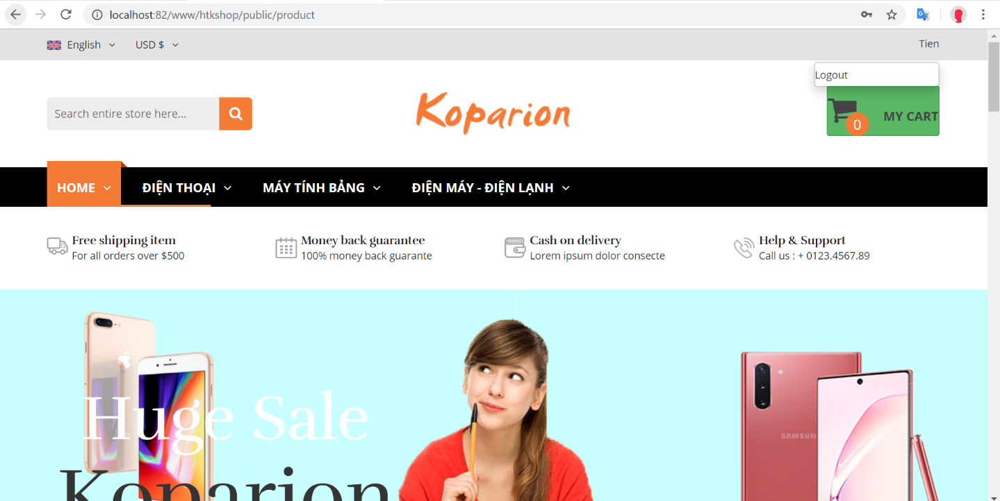 localhost:82/www/htkshop/public/product
English USD $ Tien
Logout
Search entire store here...
Koparion
0 MY CART
HOME ĐIỆN THOẠI MÁY TÍNH BẢNG ĐIỆN MÁY - ĐIỆN LẠNH
Free shipping item
For all orders over $500
Money back guarantee
100% money back guarante
Cash on delivery
Lorem ipsum dolor consecte
Help & Support
Call us : + 0123.4567.89
Huge Sale
Koparion
SAMSUN